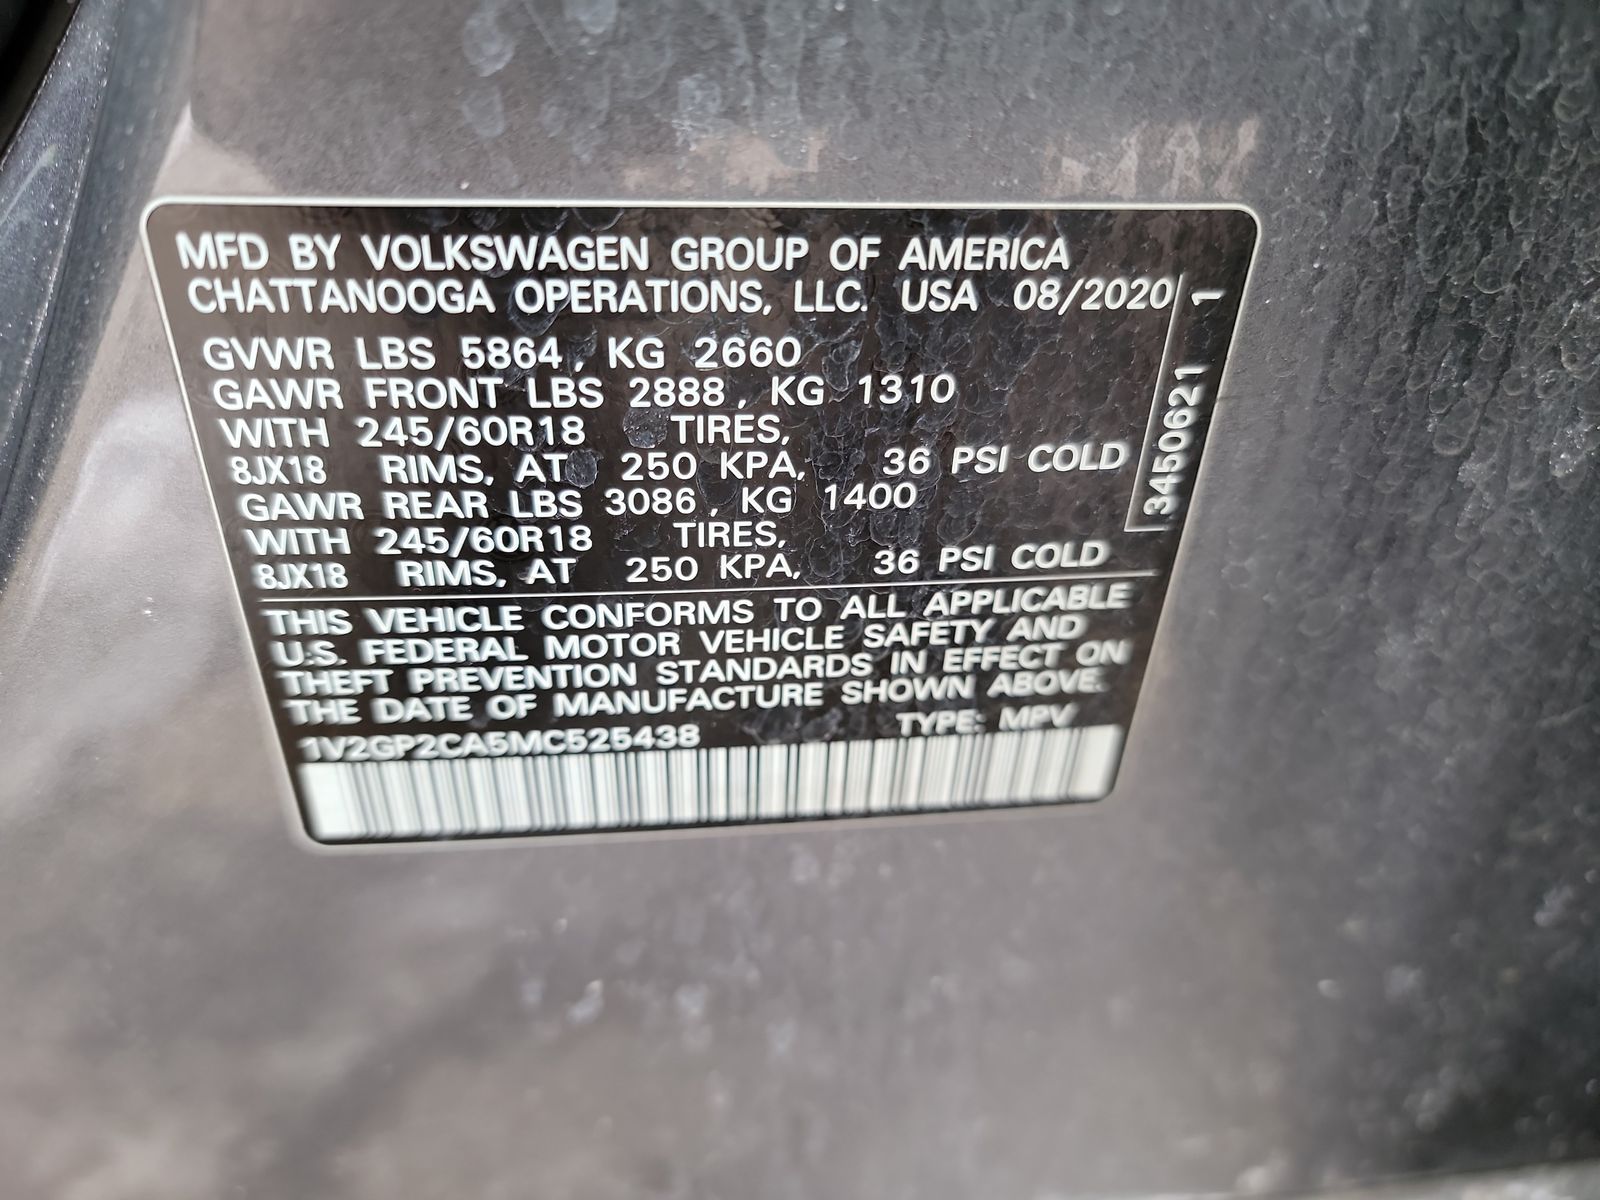 MFD BY VOLKSWAGEN GROUP OF AMERICA
CHATTANOOGA OPERATIONS, LLC. USA 08/2020
GVWR LBS 5864, KG 2660
GAWR FRONT LBS 2888, KG 1310
WITH 245/60R18 TIRES,
8JX18 RIMS, AT 250 KPA, 36 PSI COLD
GAWR REAR LBS 3086, KG 1400
WITH 245/60R18 TIRES,
8JX18 RIMS, AT 250 KPA, 36 PSI COLD
THIS VEHICLE CONFORMS TO ALL APPLICABLE
U.S. FEDERAL MOTOR VEHICLE SAFETY AND
THEFT PREVENTION STANDARDS IN EFFECT ON
THE DATE OF MANUFACTURE SHOWN ABOVE.
1V2GP2CA5MC525438 TYPE: MPV
3450621 1